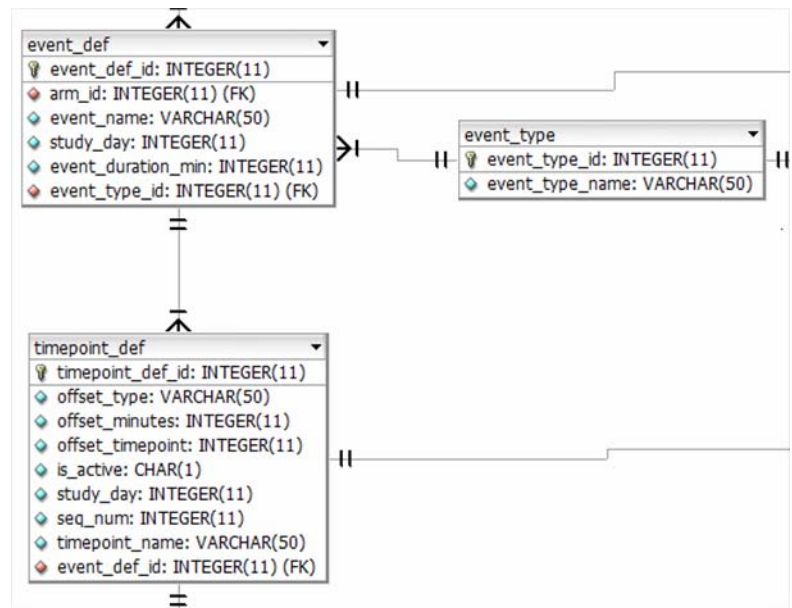 event_def
event_def_id: INTEGER(11)
arm_id: INTEGER(11) (FK)
event_name: VARCHAR(50)
study_day: INTEGER(11)
event_duration_min: INTEGER(11)
event_type_id: INTEGER(11) (FK)
event_type
event_type_id: INTEGER(11)
event_type_name: VARCHAR(50)
timepoint_def
timepoint_def_id: INTEGER(11)
offset_type: VARCHAR(50)
offset_minutes: INTEGER(11)
offset_timepoint: INTEGER(11)
is_active: CHAR(1)
study_day: INTEGER(11)
seq_num: INTEGER(11)
timepoint_name: VARCHAR(50)
event_def_id: INTEGER(11) (FK)